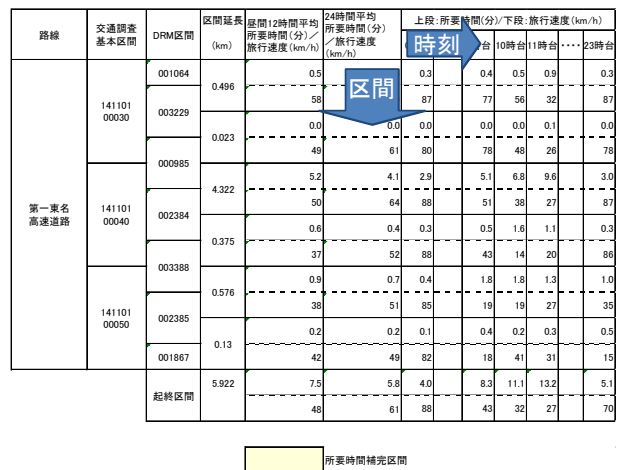 路線 交通調査基本区間 DRM区間 区間延長(km) 昼間12時間平均所要時間(分)／旅行速度(km/h) 24時間平均所要時間(分)／旅行速度(km/h) 上段:所要時間(分)/下段:旅行速度(km/h)
時刻 10時台 11時台 ‥‥ 23時台
区間
第一東名高速道路
141101 00030
141101 00040
141101 00050
001064
003229
000985
002384
003388
002385
001867
0.496 0.5 0.3 0.4 0.5 0.9 0.3
58 87 77 56 32 87
0.023 0.0 0.0 0.0 0.0 0.0 0.1 0.0
49 61 80 78 48 26 78
4.322 5.2 4.1 2.9 5.1 6.8 9.6 3.0
50 64 88 51 38 27 87
0.375 0.6 0.4 0.3 0.5 1.6 1.1 0.3
37 52 88 43 14 20 86
0.576 0.9 0.7 0.4 1.8 1.8 1.3 1.0
38 51 85 19 19 27 35
0.13 0.2 0.2 0.1 0.4 0.2 0.3 0.5
42 49 82 18 41 31 15
起終区間 5.922 7.5 5.8 4.0 8.3 11.1 13.2 5.1
48 61 88 43 32 27 70
所要時間補完区間